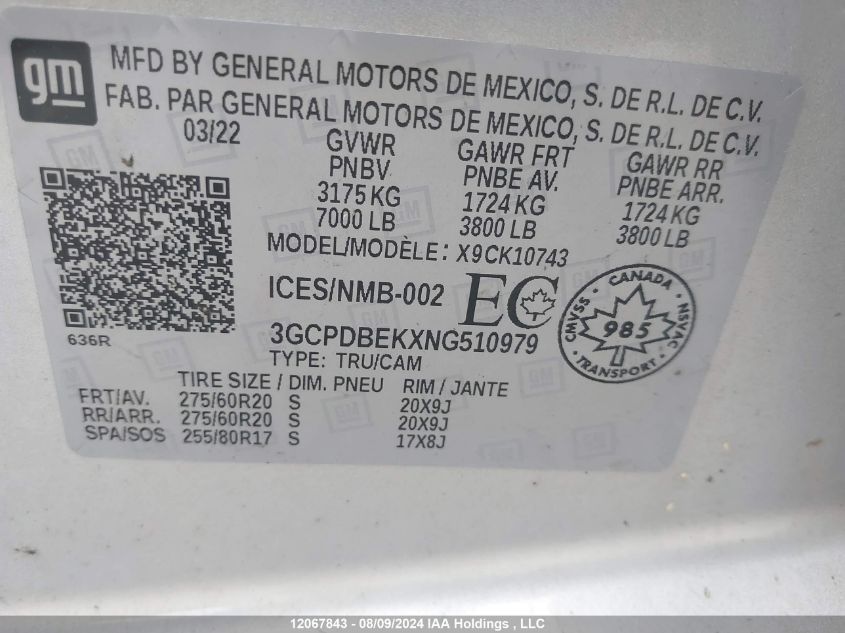 gm
MFD BY GENERAL MOTORS DE MEXICO, S. DE R.L. DE C.V.
FAB. PAR GENERAL MOTORS DE MEXICO, S. DE R.L. DE C.V.
03/22 GVWR GAWR FRT GAWR RR
PNBV PNBE AV. PNBE ARR.
3175 KG 1724 KG 1724 KG
7000 LB 3800 LB 3800 LB
MODEL/MODÈLE: X9CK10743
ICES/NMB-002 EC
CANADA
CMVSS 985 NSVAC
TRANSPORT
636R
3GCPDBEKXNG510979
TYPE: TRU/CAM
TIRE SIZE / DIM. PNEU RIM / JANTE
FRT/AV. 275/60R20 S 20X9J
RR/ARR. 275/60R20 S 20X9J
SPA/SOS 255/80R17 S 17X8J
12067843 - 08/09/2024 IAA Holdings , LLC